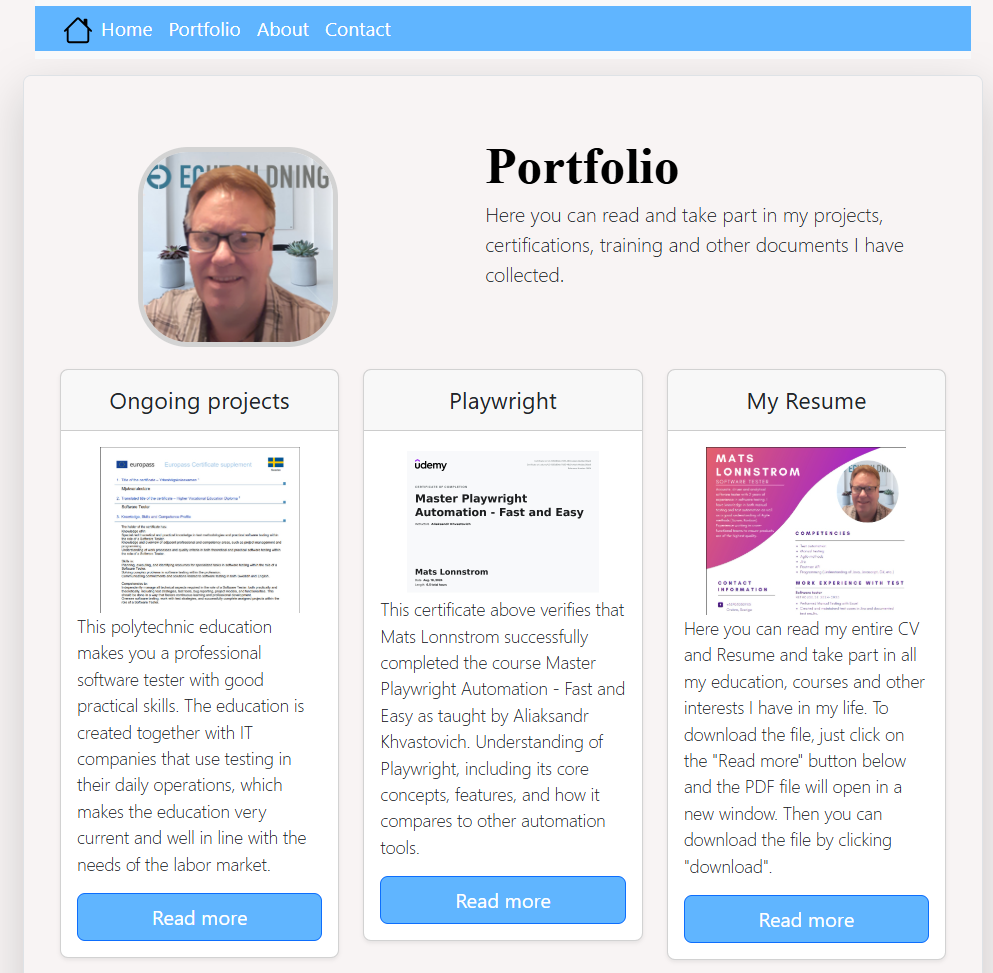 Home Portfolio About Contact
Portfolio
Here you can read and take part in my projects,
certifications, training and other documents I have
collected.
Ongoing projects
europass Europass Certificate supplement
Software Tester
This polytechnic education
makes you a professional
software tester with good
practical skills. The education is
created together with IT
companies that use testing in
their daily operations, which
makes the education very
current and well in line with the
needs of the labor market.
Read more
Playwright
ûdemy
CERTIFICATE OF COMPLETION
Master Playwright
Automation - Fast and Easy
Mats Lonnstrom
This certificate above verifies that
Mats Lonnstrom successfully
completed the course Master
Playwright Automation - Fast and
Easy as taught by Aliaksandr
Khvastovich. Understanding of
Playwright, including its core
concepts, features, and how it
compares to other automation
tools.
Read more
My Resume
MATS
LONNSTROM
SOFTWARE TESTER
COMPETENCIES
CONTACT
INFORMATION
WORK EXPERIENCE WITH TEST
Software tester
Here you can read my entire CV
and Resume and take part in all
my education, courses and other
interests I have in my life. To
download the file, just click on
the "Read more" button below
and the PDF file will open in a
new window. Then you can
download the file by clicking
"download".
Read more